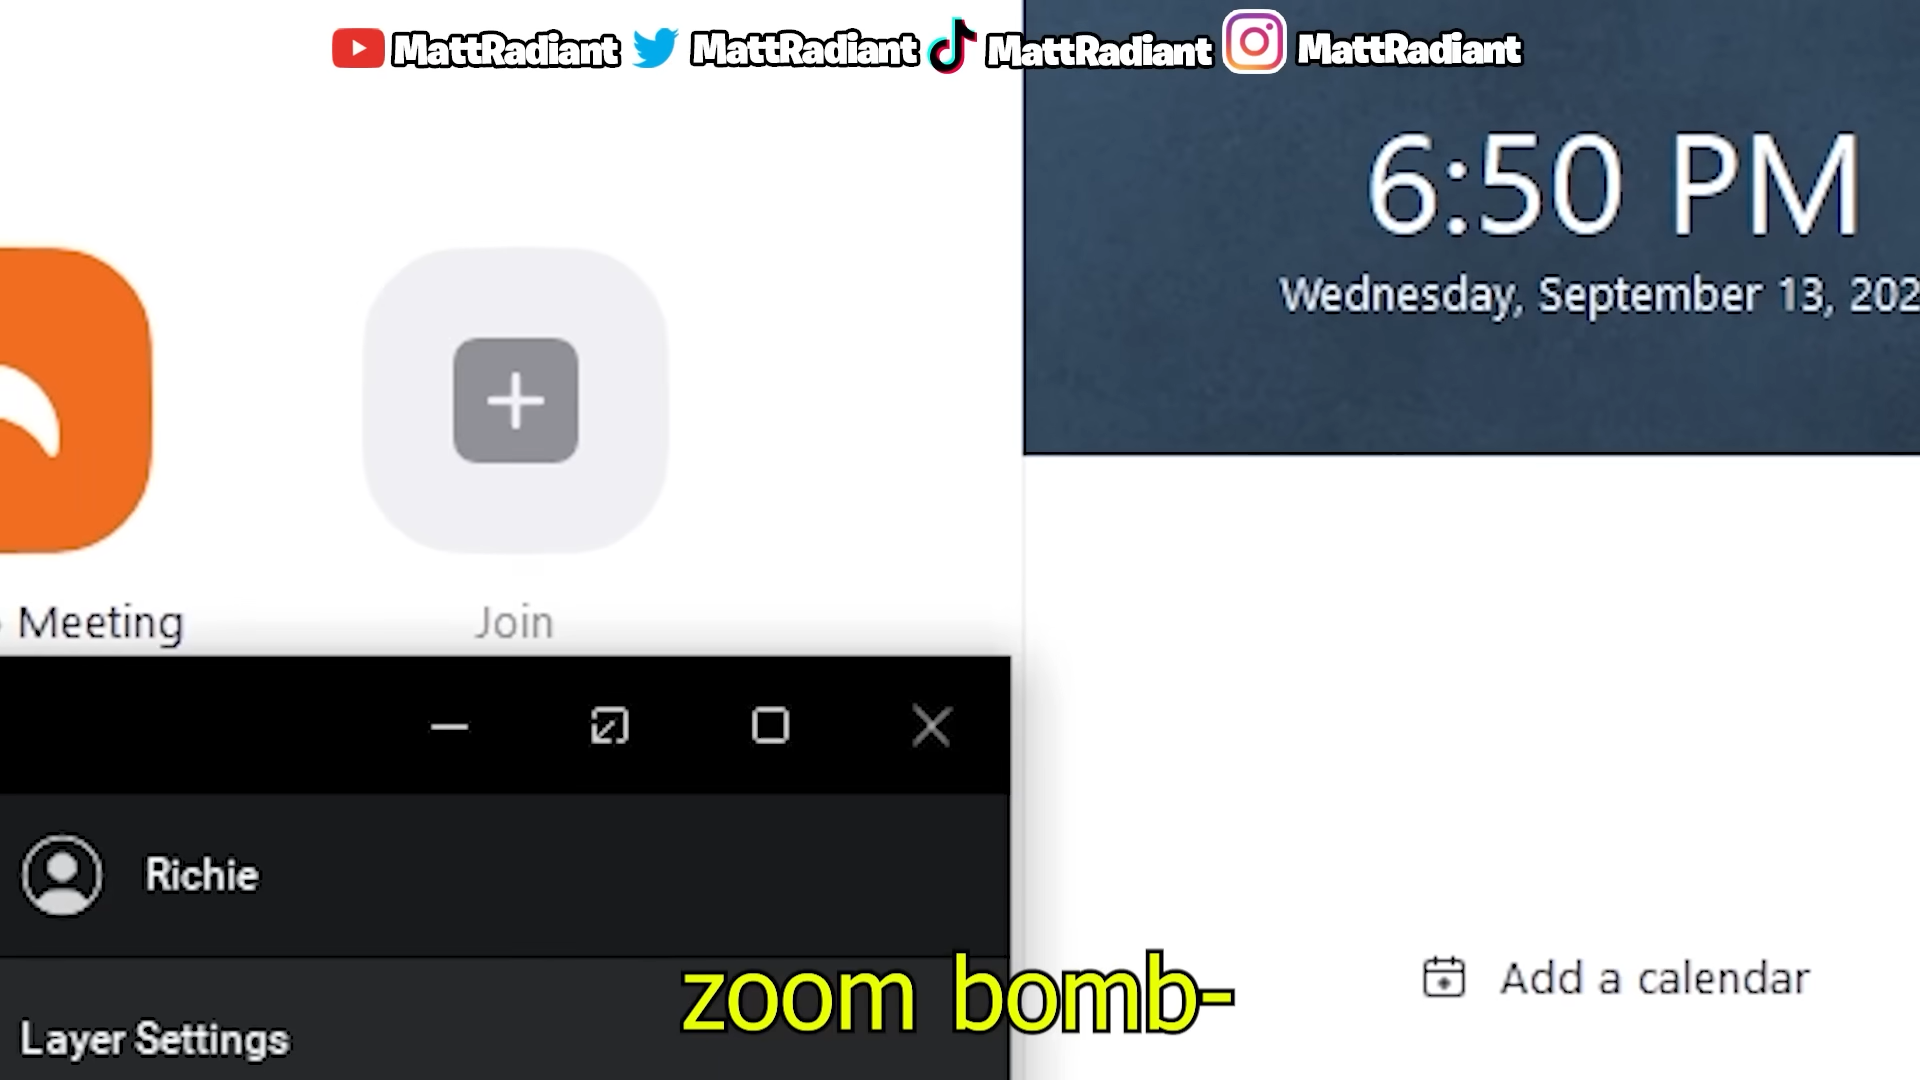 MattRadiant MattRadiant MattRadiant MattRadiant
6:50 PM
Wednesday, September 13, 202
Meeting
Join
Richie
Layer Settings
zoom bomb-
Add a calendar